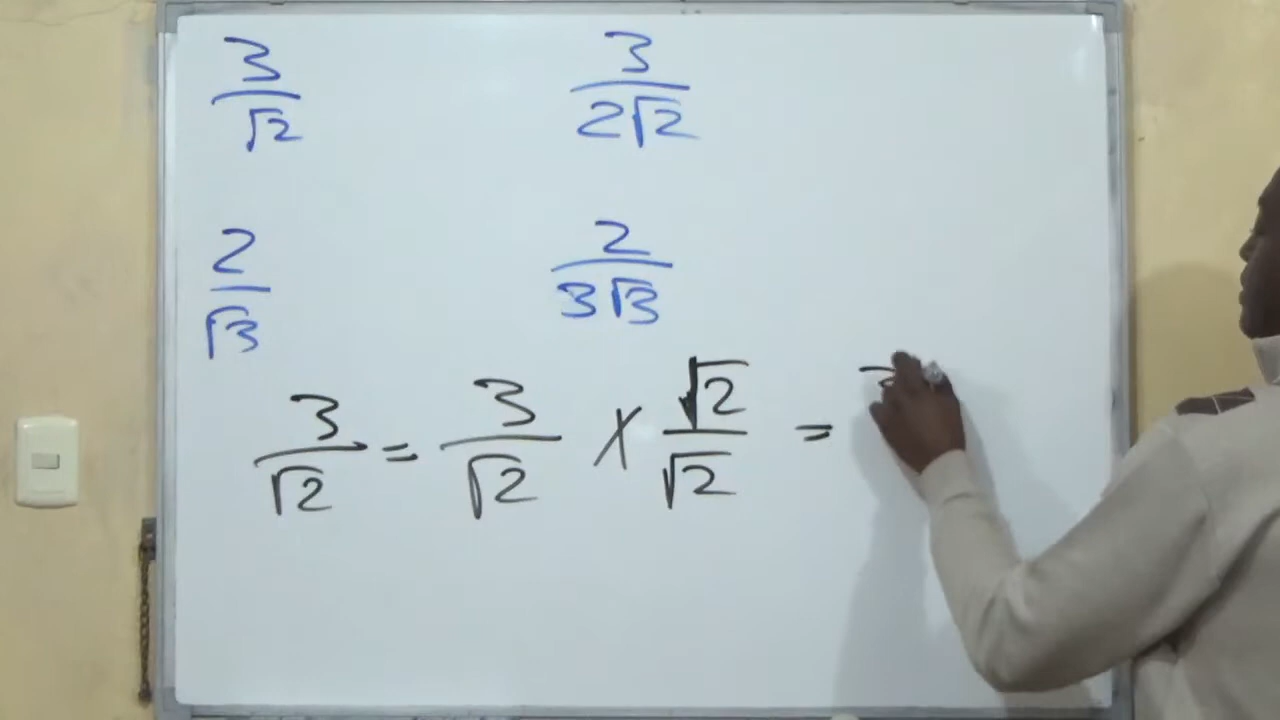 3/√2 3/2√2
2/√3 2/3√3
3/√2 = 3/√2 × √2/√2 =